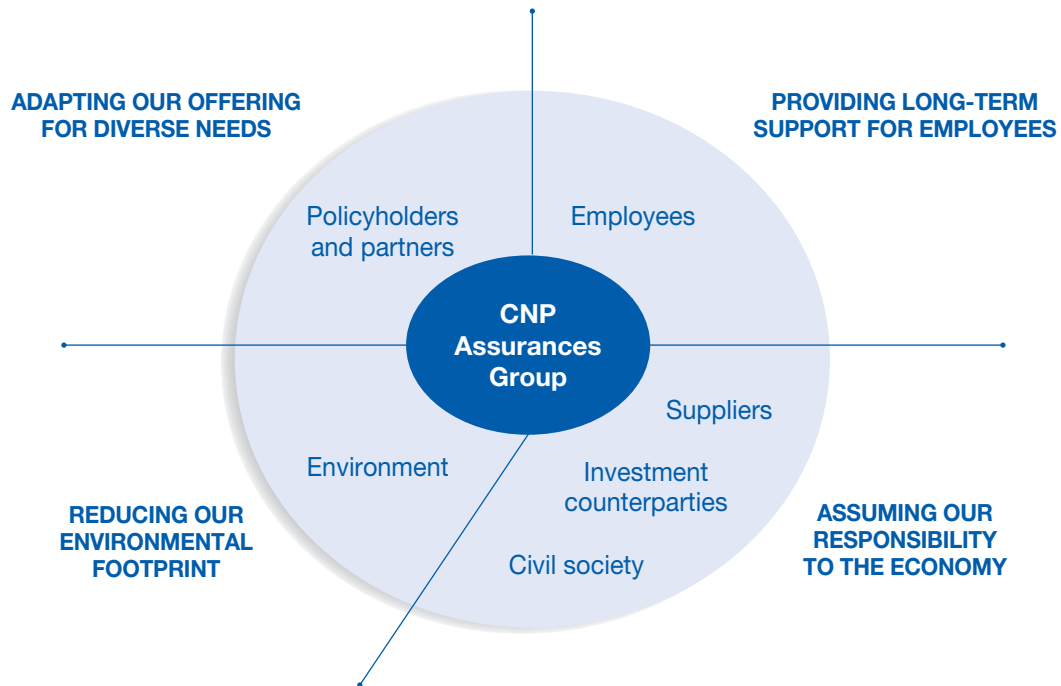 ADAPTING OUR OFFERING
FOR DIVERSE NEEDS
PROVIDING LONG-TERM
SUPPORT FOR EMPLOYEES
Policyholders
and partners
Employees
CNP
Assurances
Group
Suppliers
Environment
Investment
counterparties
Civil society
REDUCING OUR
ENVIRONMENTAL
FOOTPRINT
ASSUMING OUR
RESPONSIBILITY
TO THE ECONOMY